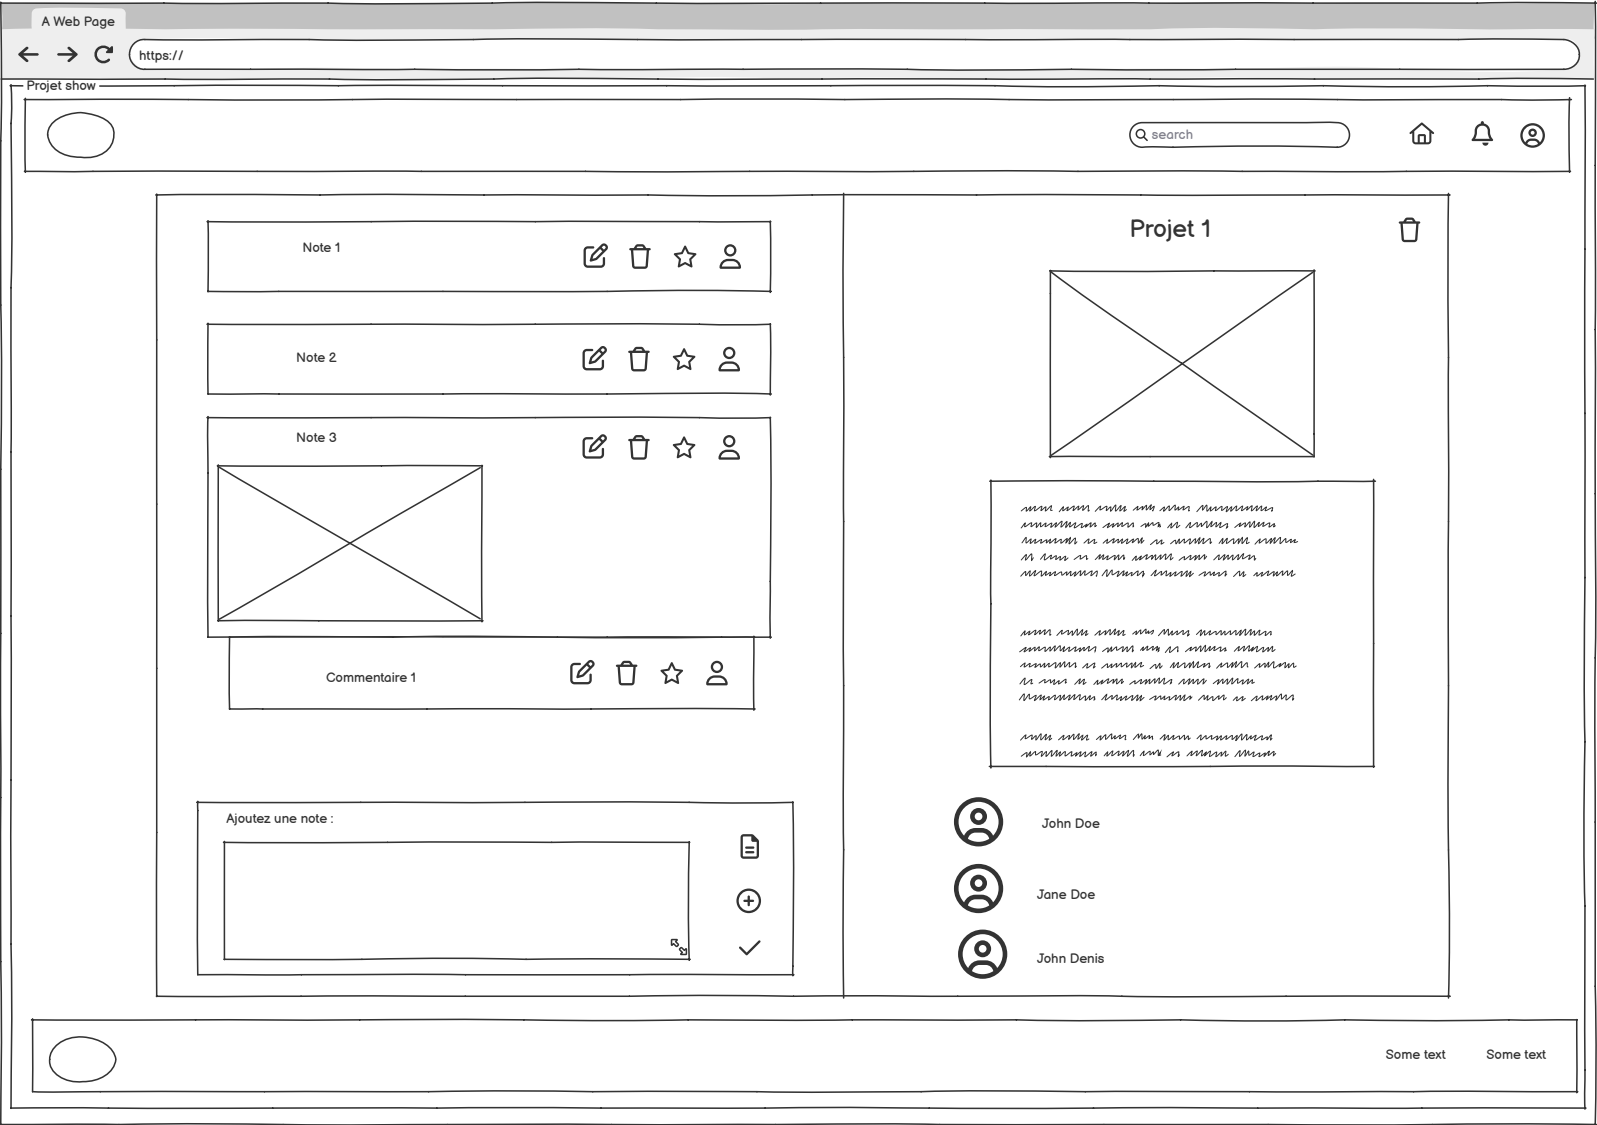 A Web Page
https://
Projet show
search
Note 1
Note 2
Note 3
Commentaire 1
Ajoutez une note :
Projet 1
John Doe
Jane Doe
John Denis
Some text
Some text